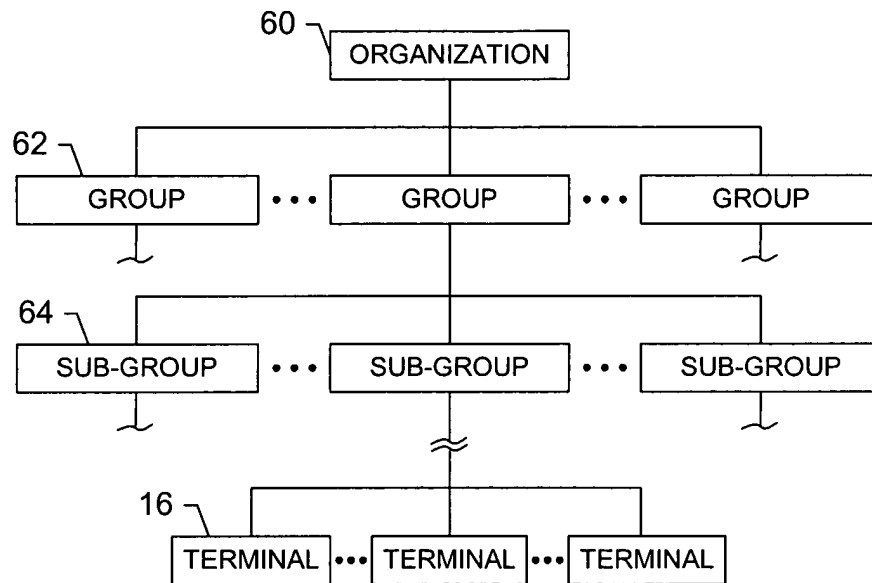 60
ORGANIZATION
62
GROUP ••• GROUP ••• GROUP
64
SUB-GROUP ••• SUB-GROUP ••• SUB-GROUP
16
TERMINAL ••• TERMINAL ••• TERMINAL